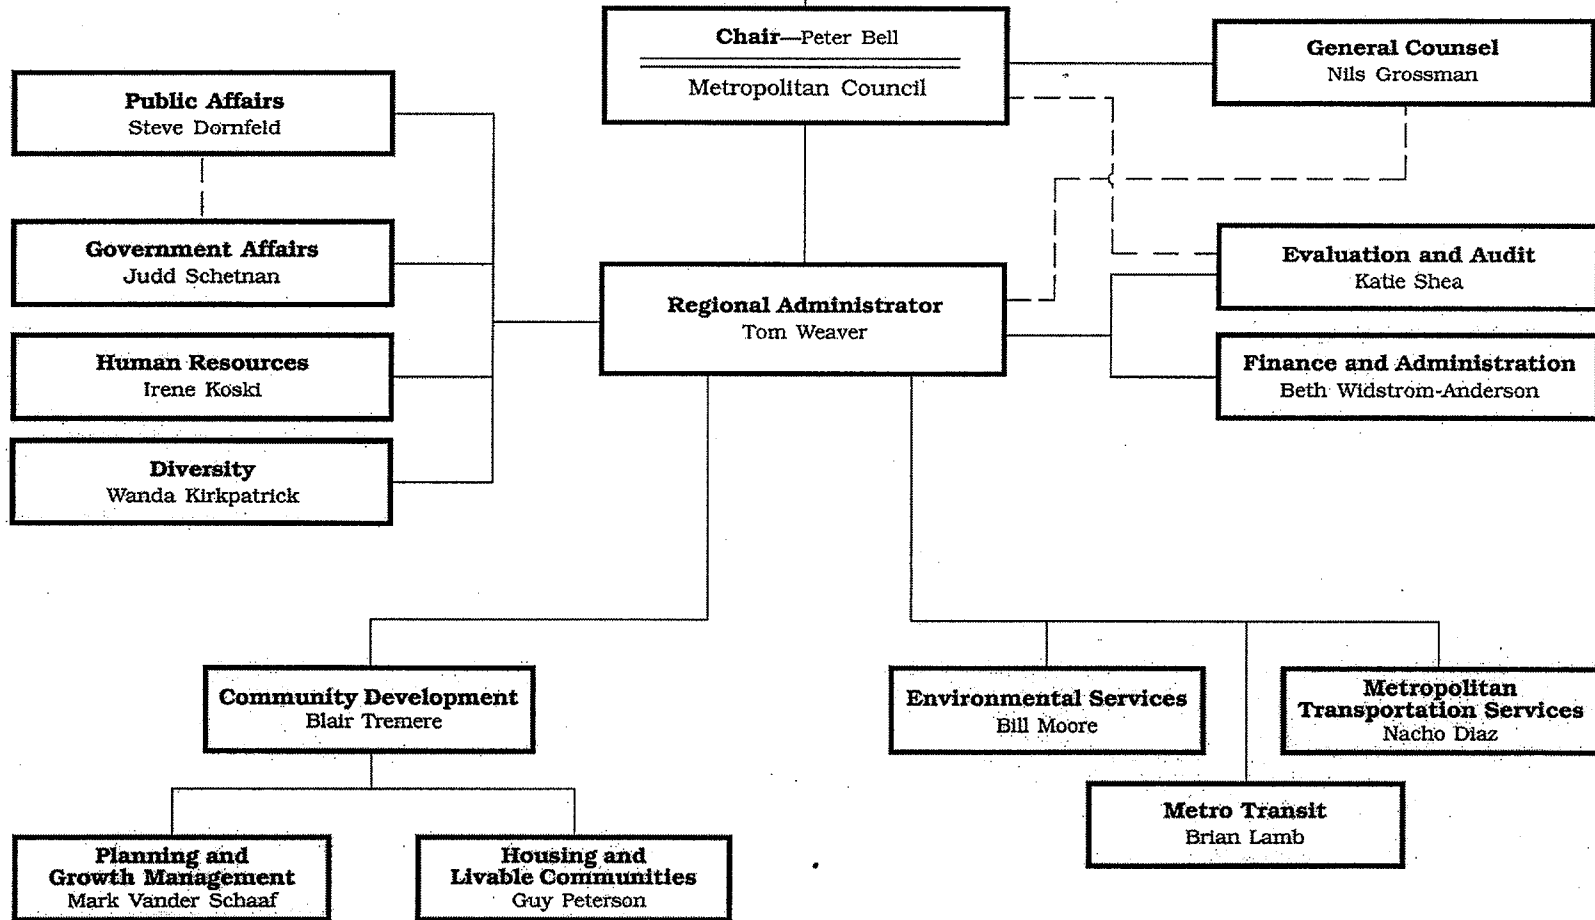 Chair—Peter Bell
Metropolitan Council
General Counsel
Nils Grossman
Public Affairs
Steve Dornfeld
Government Affairs
Judd Schetnan
Evaluation and Audit
Katie Shea
Regional Administrator
Tom Weaver
Human Resources
Irene Koski
Finance and Administration
Beth Widstrom-Anderson
Diversity
Wanda Kirkpatrick
Community Development
Blair Tremere
Environmental Services
Bill Moore
Metropolitan
Transportation Services
Nacho Diaz
Metro Transit
Brian Lamb
Planning and
Growth Management
Mark Vander Schaaf
Housing and
Livable Communities
Guy Peterson